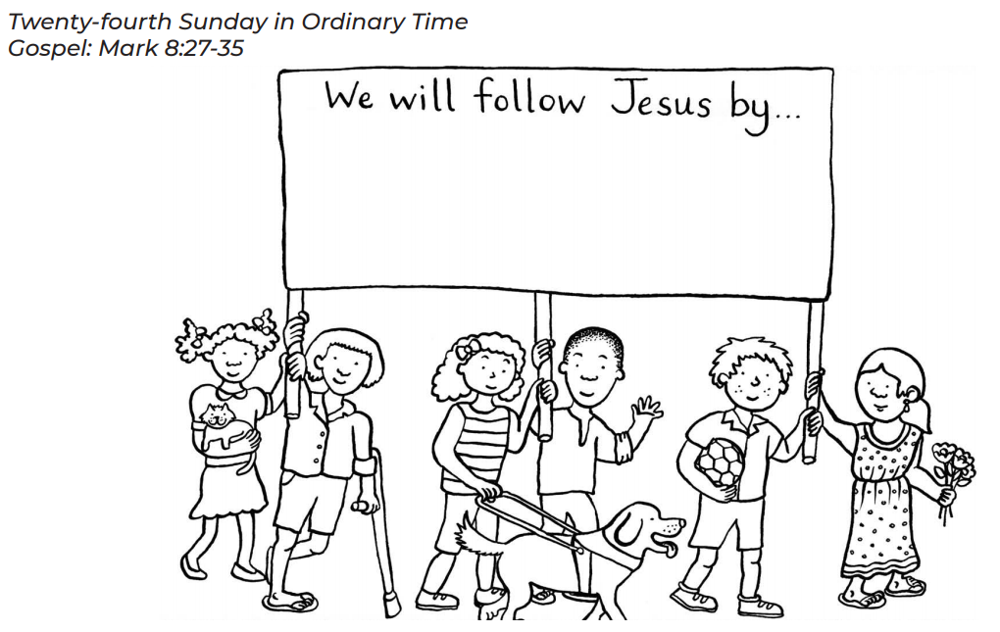 Twenty-fourth Sunday in Ordinary Time
Gospel: Mark 8:27-35
We will follow Jesus by...